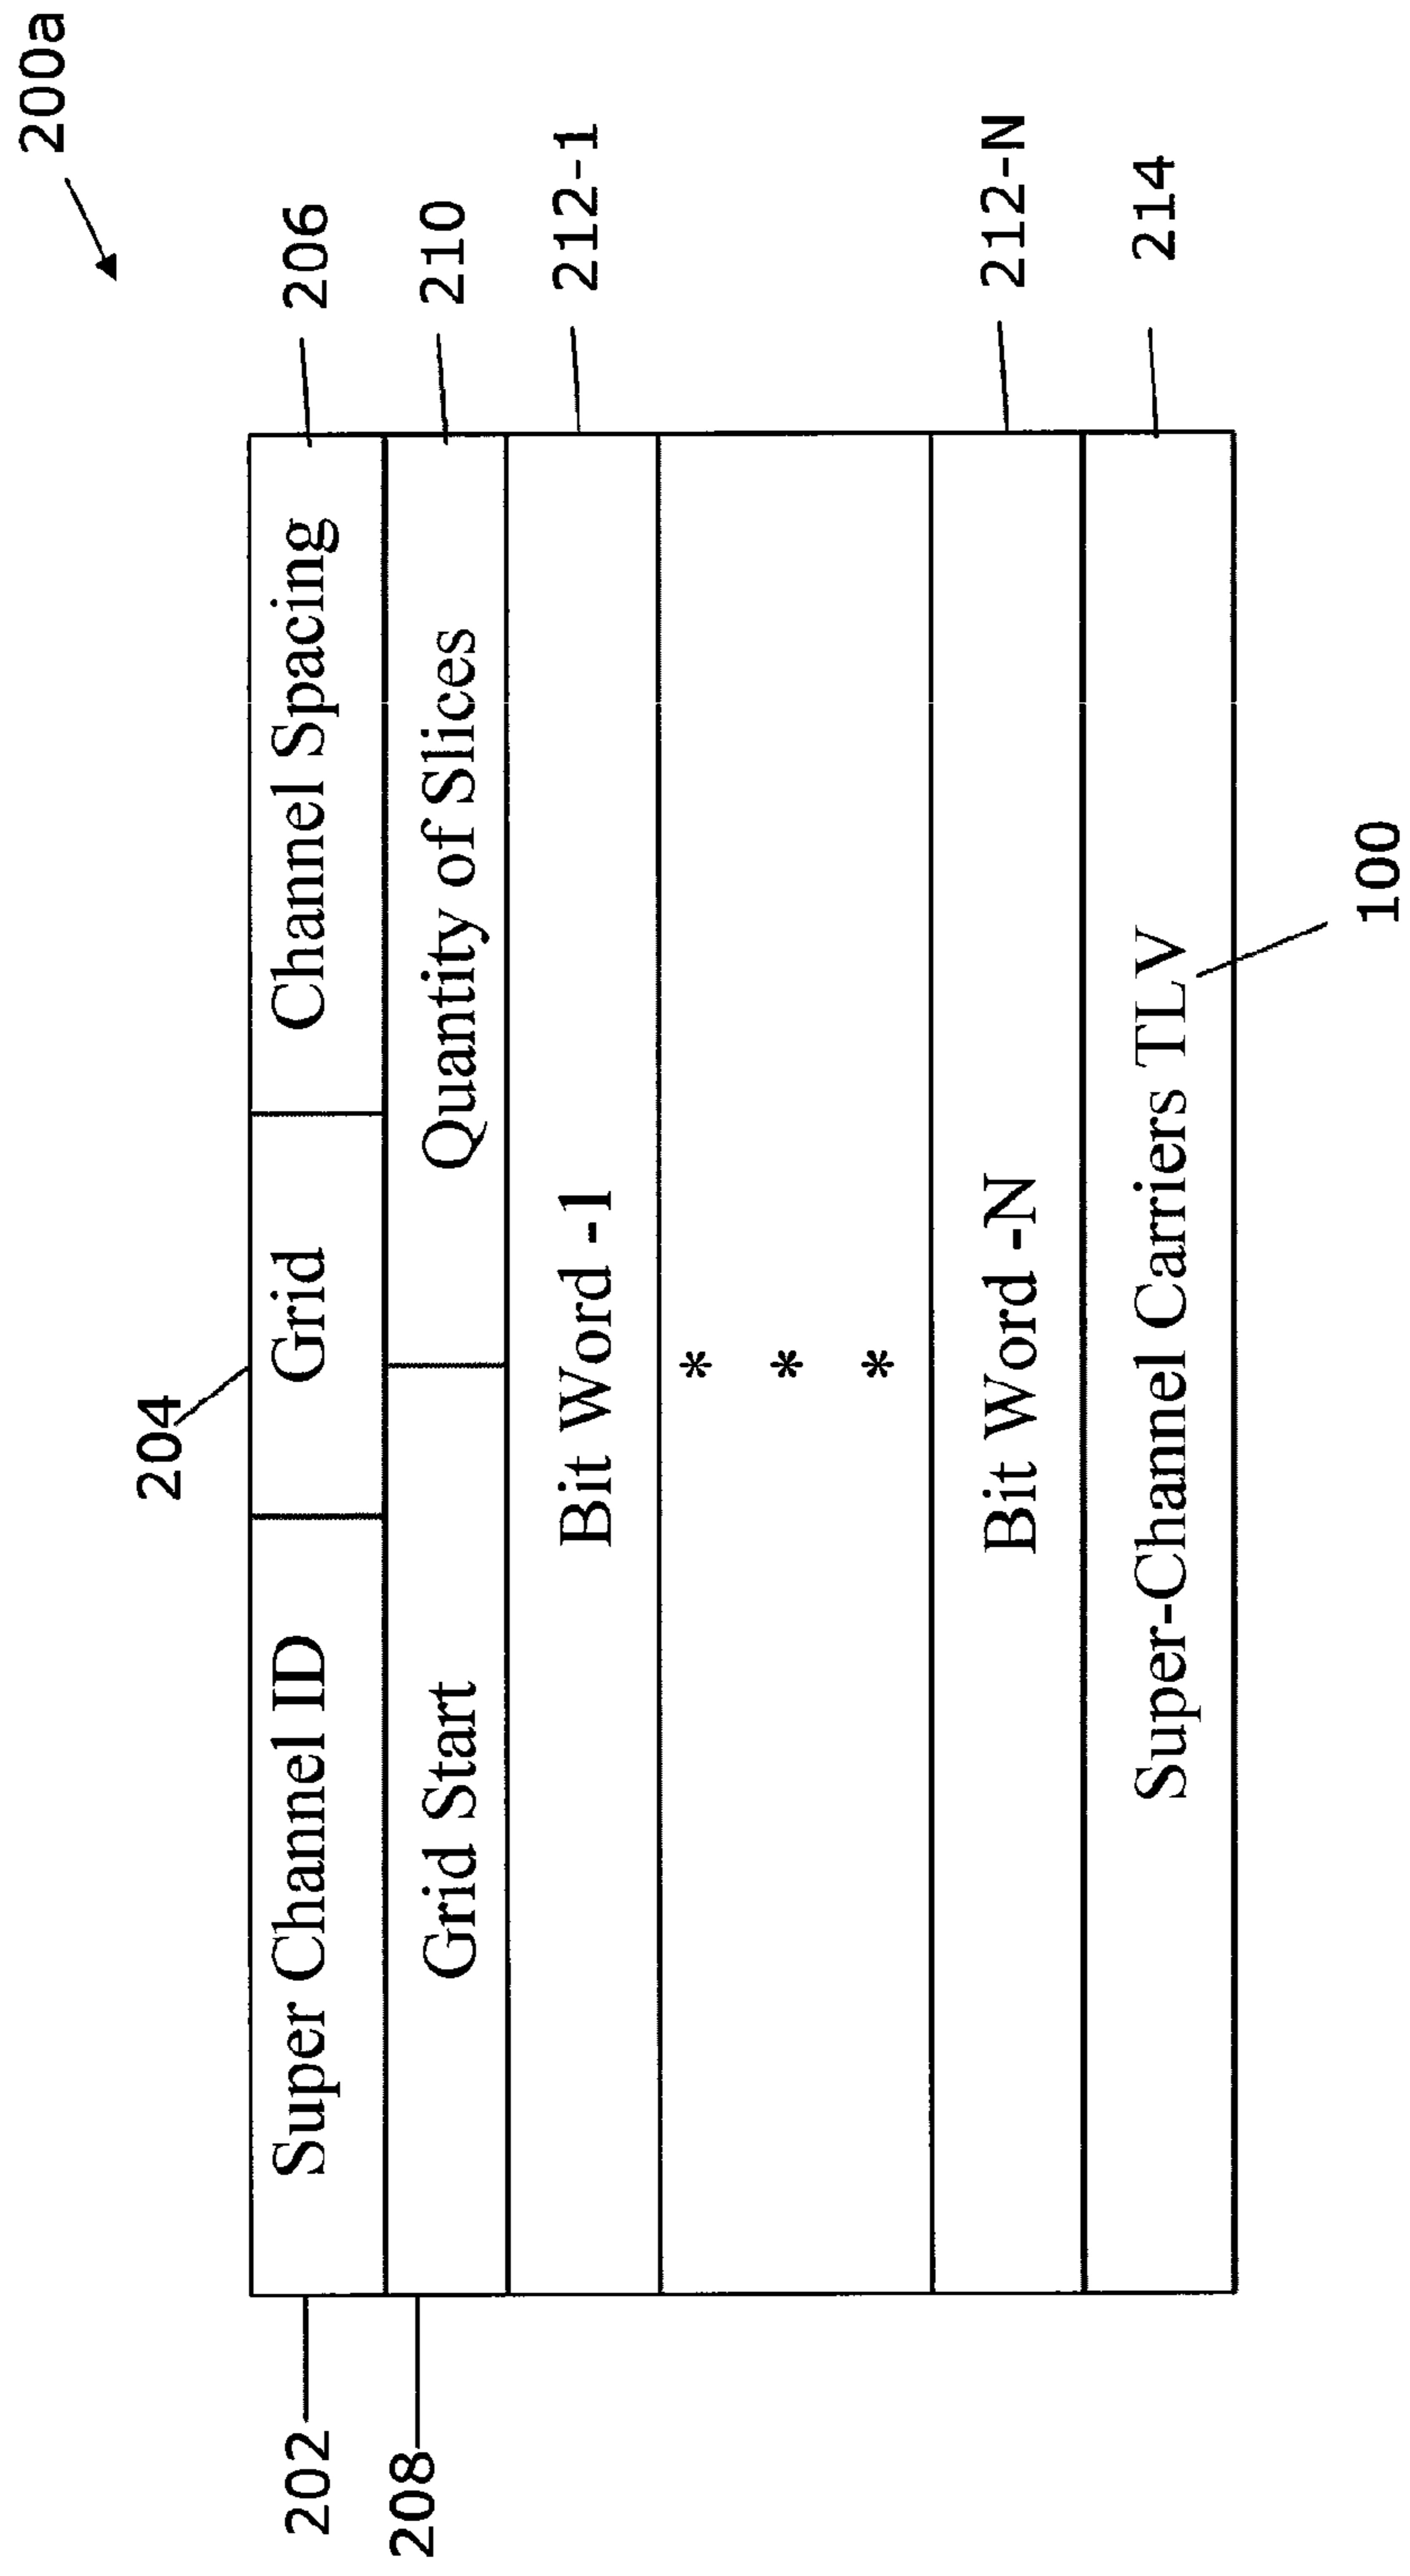 200a
204
202 Super Channel ID Grid Channel Spacing 206
208 Grid Start Quantity of Slices 210
Bit Word -1 212-1
*
*
*
Bit Word -N 212-N
Super-Channel Carriers TLV 214
100